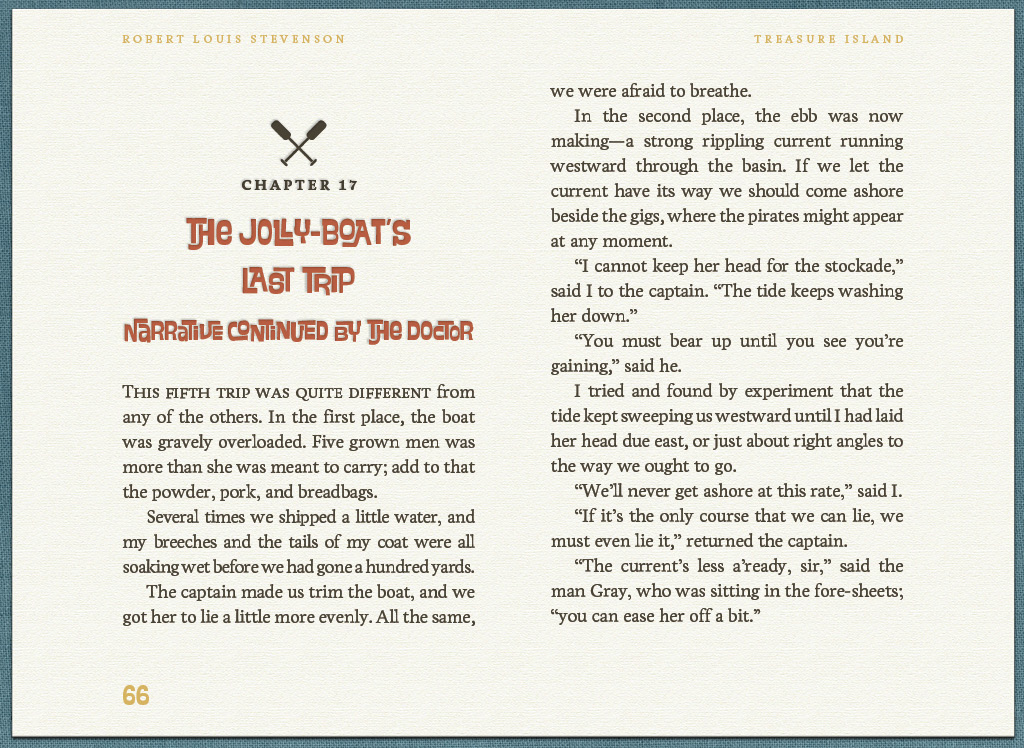 ROBERT LOUIS STEVENSON
TREASURE ISLAND
CHAPTER 17
THE JOLLY-BOAT'S
LAST TRIP
NARRATIVE CONTINUED BY THE DOCTOR
THIS FIFTH TRIP WAS QUITE DIFFERENT from
any of the others. In the first place, the boat
was gravely overloaded. Five grown men was
more than she was meant to carry; add to that
the powder, pork, and breadbags.
Several times we shipped a little water, and
my breeches and the tails of my coat were all
soaking wet before we had gone a hundred yards.
The captain made us trim the boat, and we
got her to lie a little more evenly. All the same,
we were afraid to breathe.
In the second place, the ebb was now
making—a strong rippling current running
westward through the basin. If we let the
current have its way we should come ashore
beside the gigs, where the pirates might appear
at any moment.
“I cannot keep her head for the stockade,”
said I to the captain. “The tide keeps washing
her down.”
“You must bear up until you see you’re
gaining,” said he.
I tried and found by experiment that the
tide kept sweeping us westward until I had laid
her head due east, or just about right angles to
the way we ought to go.
“We’ll never get ashore at this rate,” said I.
“If it’s the only course that we can lie, we
must even lie it,” returned the captain.
“The current’s less a’ready, sir,” said the
man Gray, who was sitting in the fore-sheets;
“you can ease her off a bit.”
66